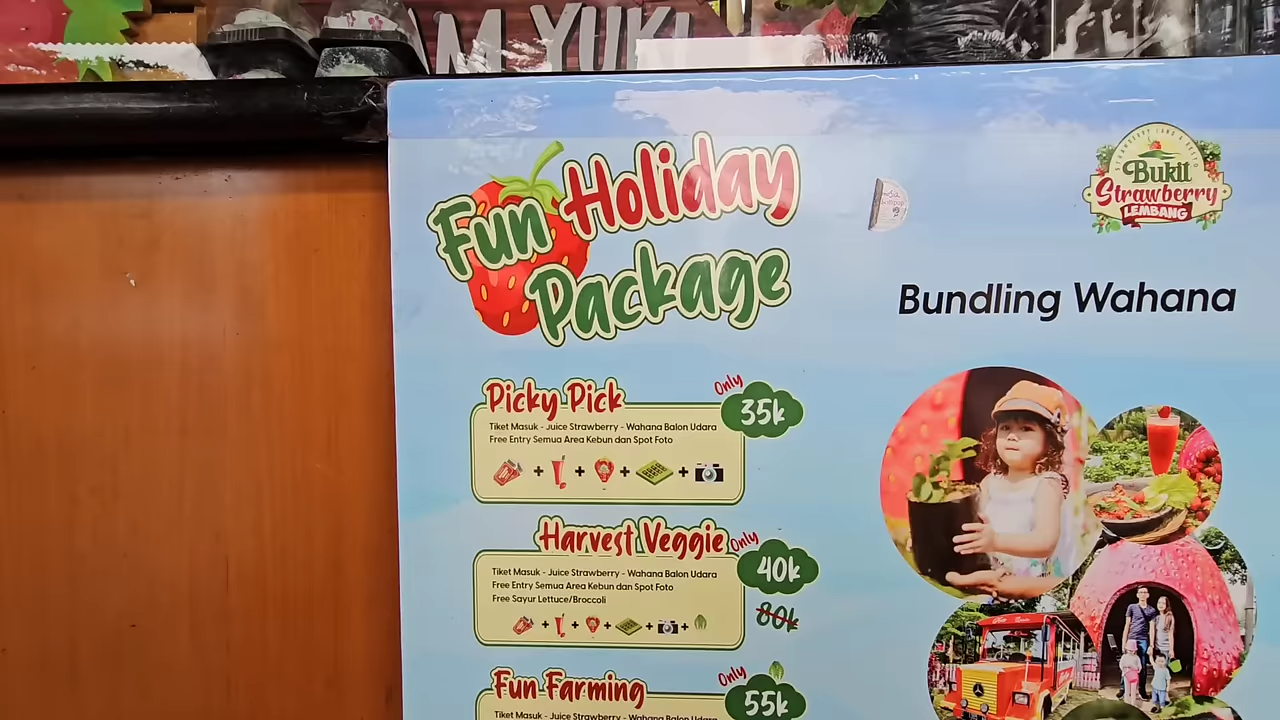 M YUKI
Fun Holiday
Package
Bukit
Strawberry
LEMBANG
Bundling Wahana
Picky Pick
Only
35k
Tiket Masuk - Juice Strawberry - Wahana Balon Udara
Free Entry Semua Area Kebun dan Spot Foto
Harvest Veggie
Only
40k
80k
Tiket Masuk - Juice Strawberry - Wahana Balon Udara
Free Entry Semua Area Kebun dan Spot Foto
Free Sayur Lettuce/Broccoli
Fun Farming
Only
55k
Tiket Masuk - Juice Strawberry - Wahana Balon Udara